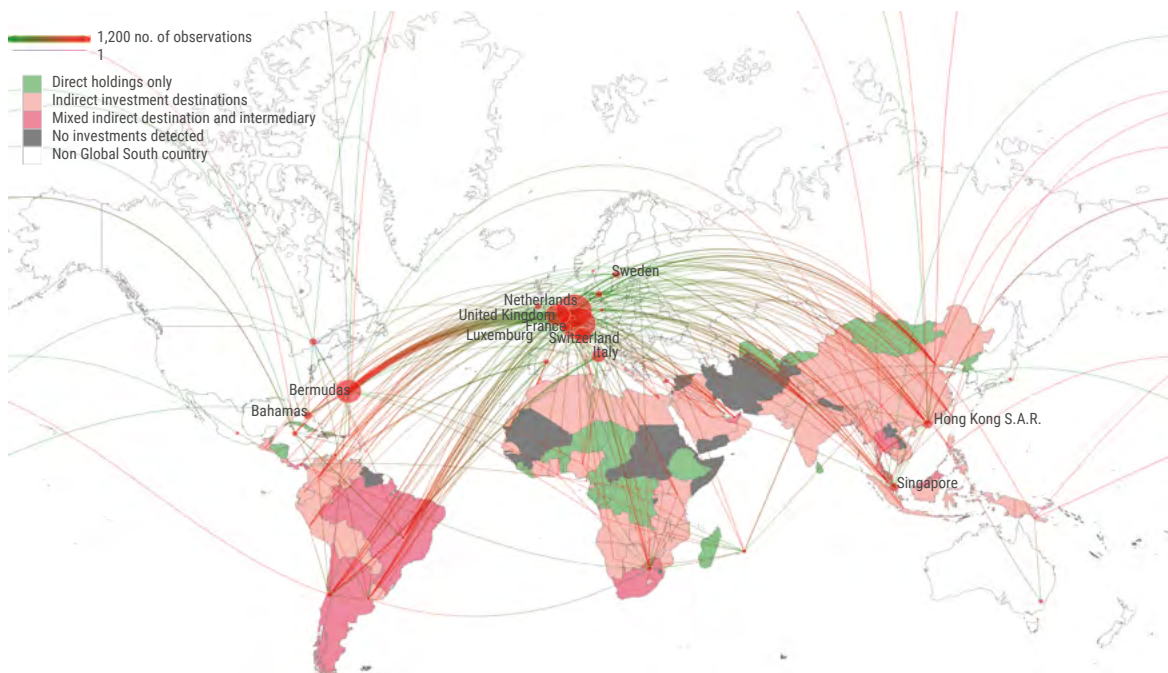 1,200 no. of observations
1
Direct holdings only
Indirect investment destinations
Mixed indirect destination and intermediary
No investments detected
Non Global South country
Sweden
Netherlands
United Kingdom
France
Luxemburg
Switzerland
Italy
Bermudas
Bahamas
Hong Kong S.A.R.
Singapore